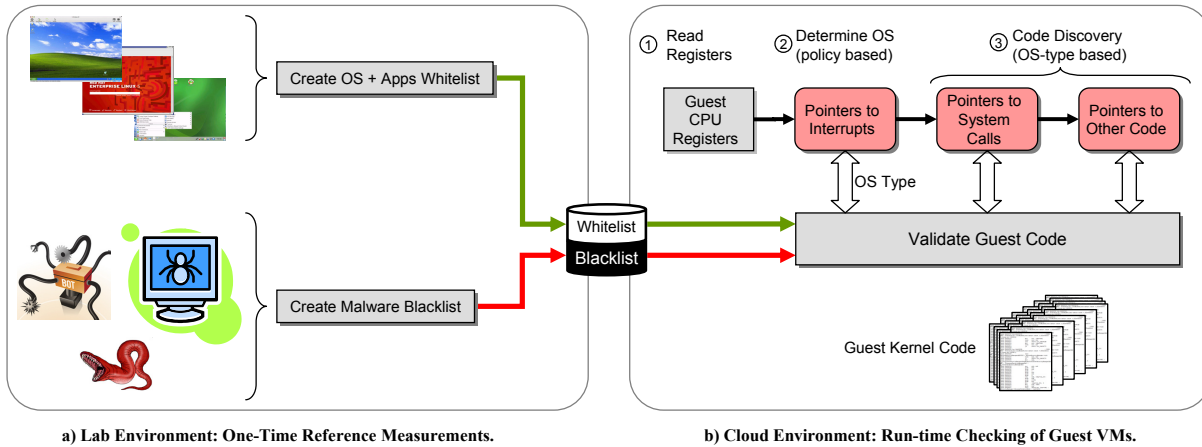 ENTERPRISE LINUX
Create OS + Apps Whitelist
BOT
Create Malware Blacklist
Whitelist
Blacklist
1 Read
Registers
2 Determine OS
(policy based)
3 Code Discovery
(OS-type based)
Guest
CPU
Registers
Pointers to
Interrupts
Pointers to
System
Calls
Pointers to
Other Code
OS Type
Validate Guest Code
Guest Kernel Code
a) Lab Environment: One-Time Reference Measurements.
b) Cloud Environment: Run-time Checking of Guest VMs.